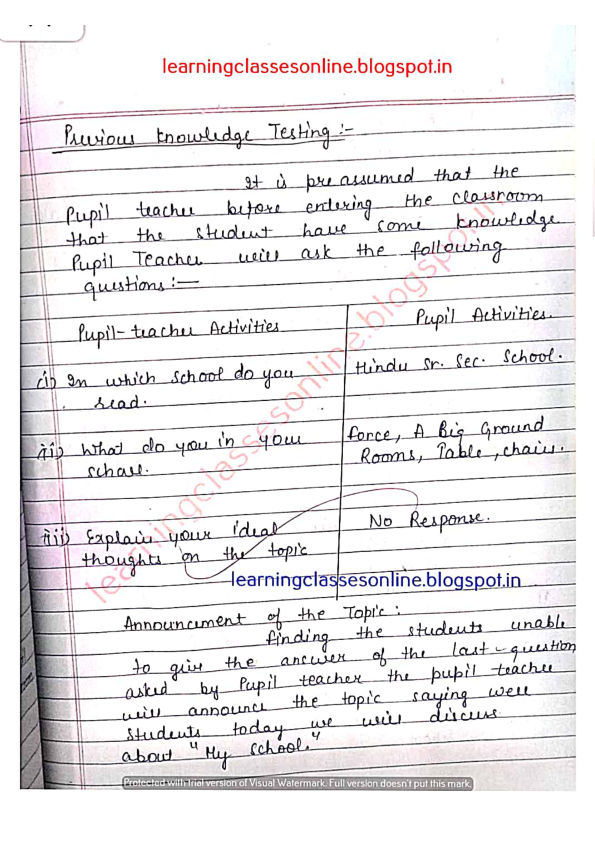 learningclassesonline.blogspot.in
Previous knowledge Testing :-
It is preassumed that the
Pupil teacher before entering the classroom
that the student have some knowledge
Pupil Teacher will ask the following
questions :-
Pupil-teacher Activities
Pupil Activities.
(i) In which school do you
read.
Hindu Sr. Sec. School.
(ii) What do you in your
force, A Big Ground
Rooms, Table, chairs.
(iii) Explain your ideal
thoughts on the topic
No Response.
learningclassesonline.blogspot.in
learningclassesonline.blogspot.in
Announcement of the Topic :
finding the students unable
to give the answer of the last-question
asked by Pupil teacher the pupil teacher
will announce the topic saying well
students today we will discuss
about "My school."
Protected with trial version of Visual Watermark. Full version doesn't put this mark.